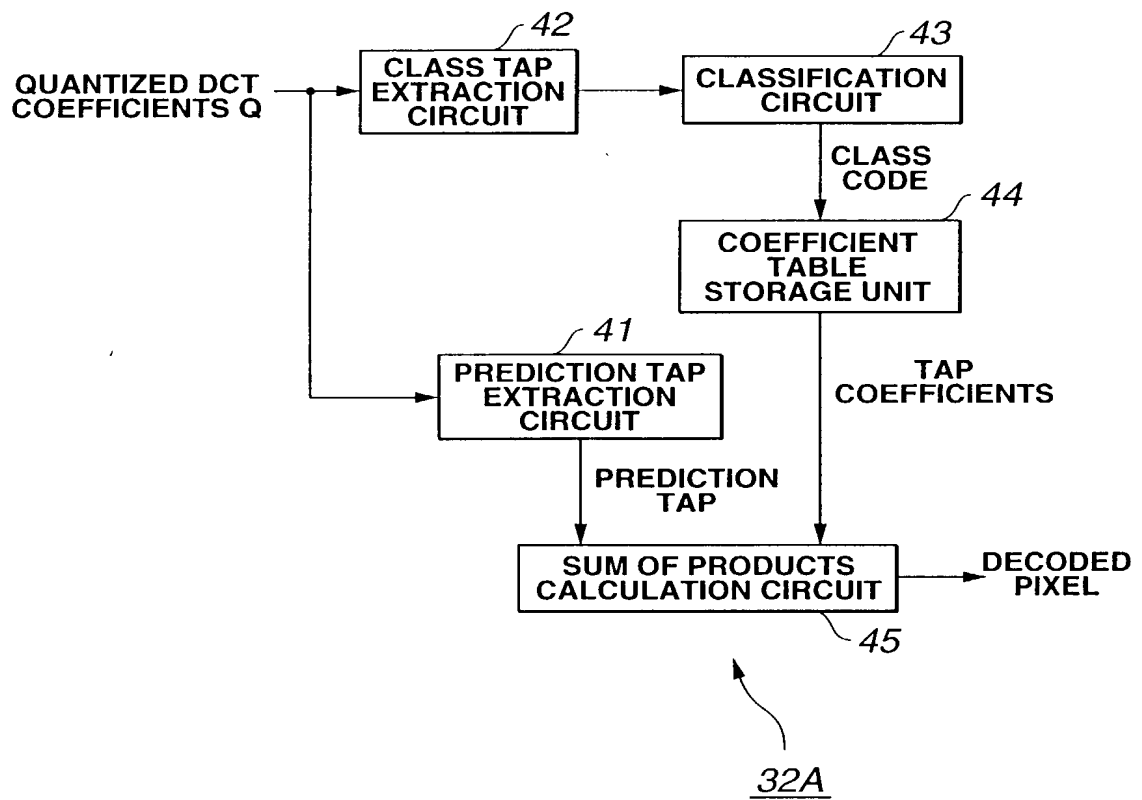 42
CLASS TAP
EXTRACTION
CIRCUIT
43
CLASSIFICATION
CIRCUIT
QUANTIZED DCT
COEFFICIENTS Q
CLASS
CODE
44
COEFFICIENT
TABLE
STORAGE UNIT
41
PREDICTION TAP
EXTRACTION
CIRCUIT
TAP
COEFFICIENTS
PREDICTION
TAP
SUM OF PRODUCTS
CALCULATION CIRCUIT
45
DECODED
PIXEL
32A